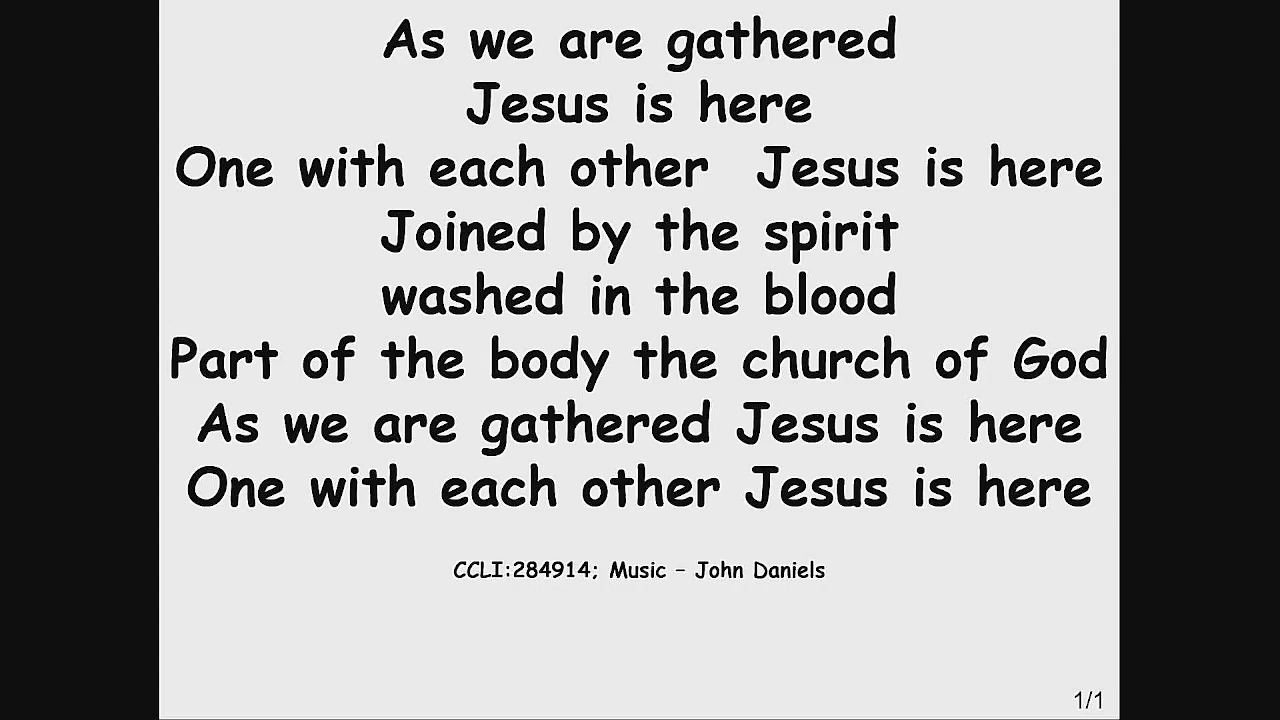 As we are gathered
Jesus is here
One with each other  Jesus is here
Joined by the spirit
washed in the blood
Part of the body the church of God
As we are gathered Jesus is here
One with each other Jesus is here
CCLI:284914; Music – John Daniels
1/1